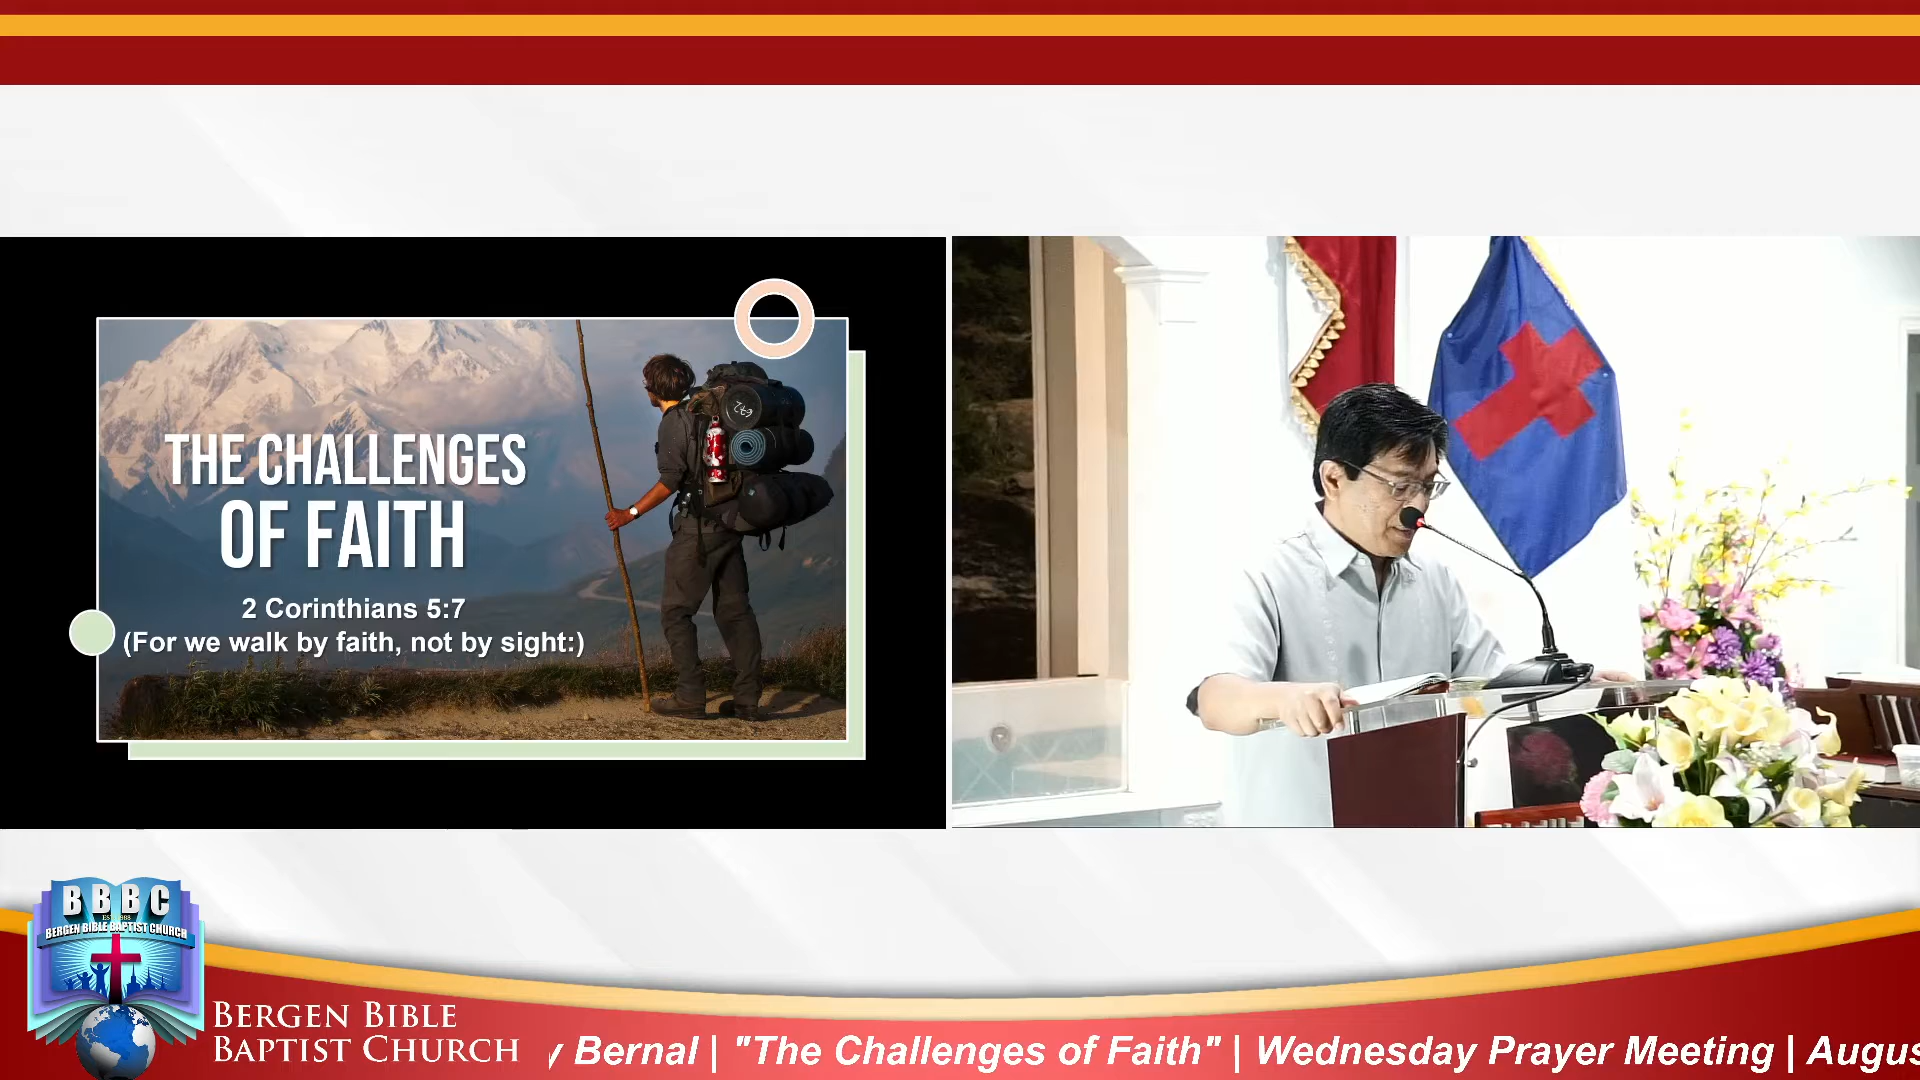 THE CHALLENGES
OF FAITH
2 Corinthians 5:7
(For we walk by faith, not by sight:)
B B B C
BERGEN BIBLE BAPTIST CHURCH
BERGEN BIBLE
BAPTIST CHURCH
y Bernal | "The Challenges of Faith" | Wednesday Prayer Meeting | Augus